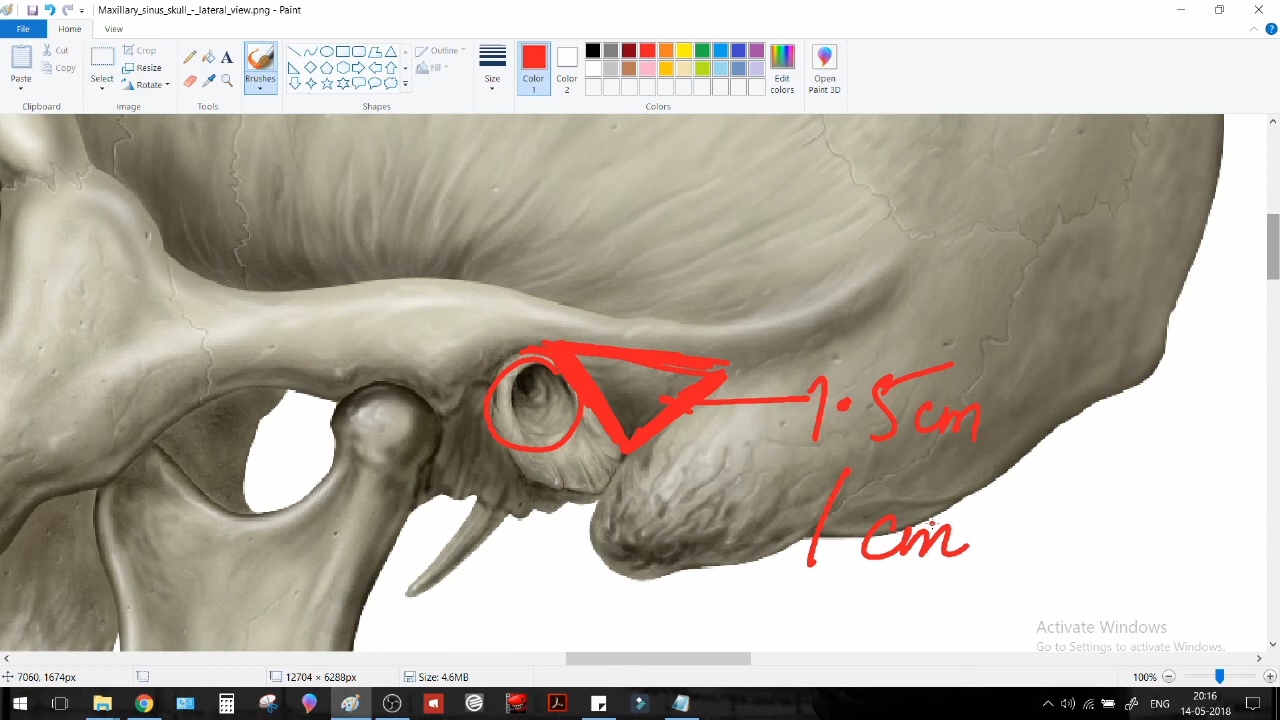 Maxillary_sinus_skull_-_lateral_view.png - Paint
File Home View
Paste
Cut
Copy
Clipboard
Select
Crop
Resize
Rotate
Image
Tools
Brushes
Shapes
Outline
Fill
Size
Color
1
Color
2
Colors
Edit
colors
Open
Paint 3D
1.5cm
1 cm
Activate Windows
Go to Settings to activate Windows.
7060, 1674px
12704 × 6288px
Size: 4.6MB
100%
ENG
20:16
14-05-2018